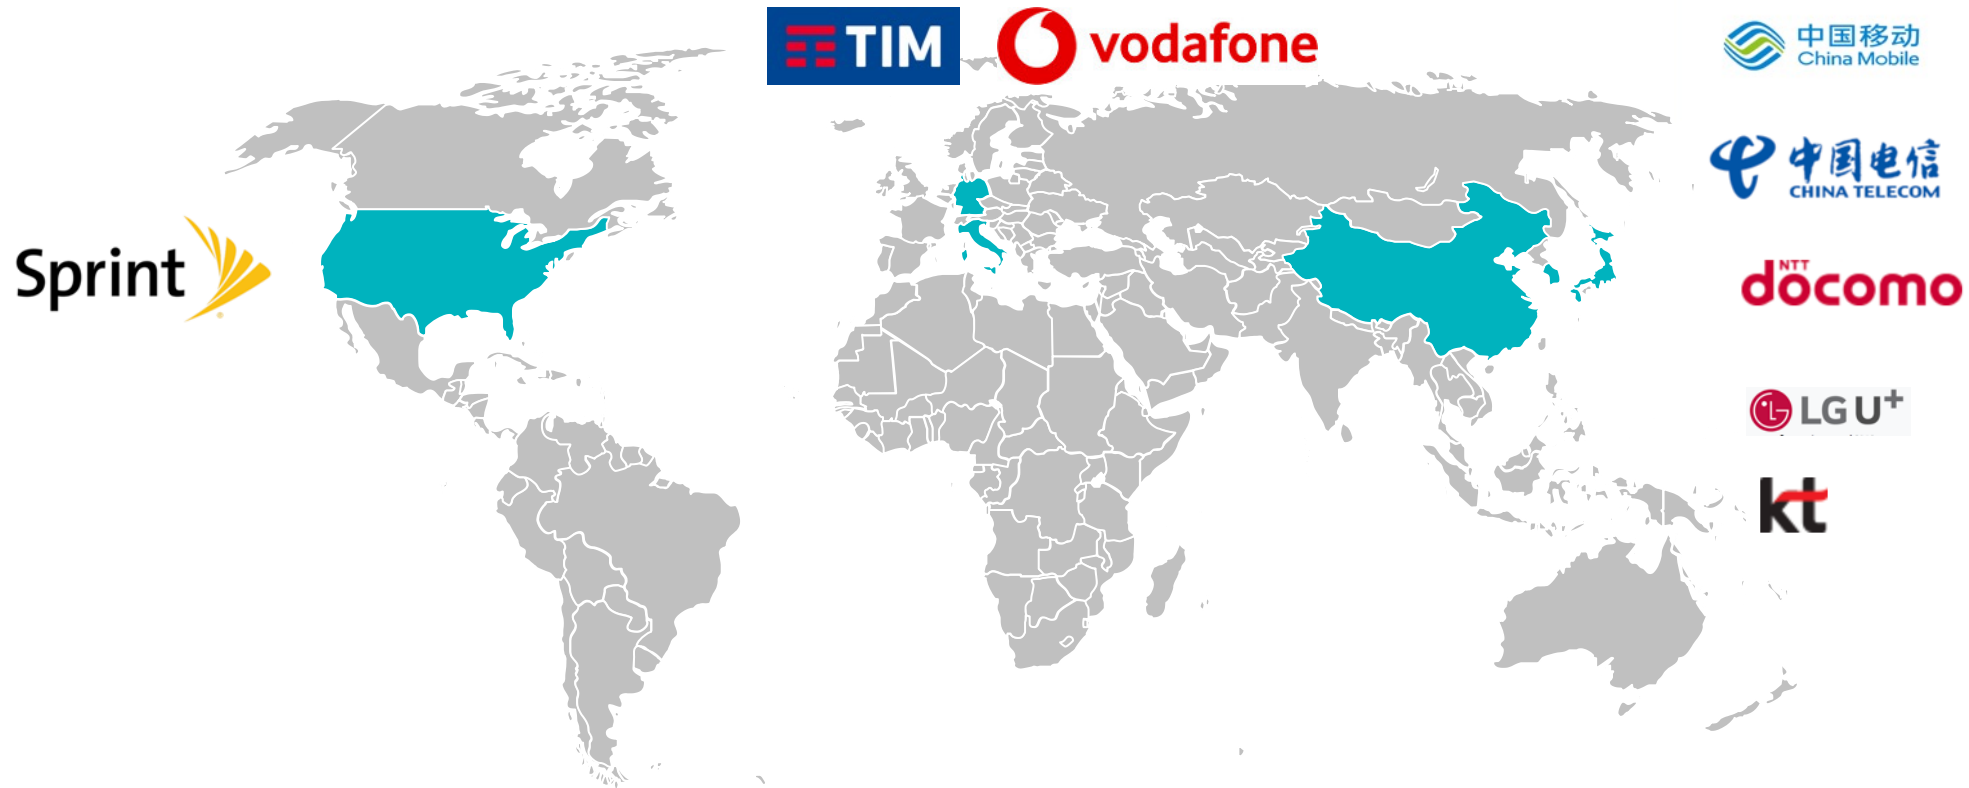 TIM
vodafone
中国移动
China Mobile
中国电信
CHINA TELECOM
Sprint
NTT
docomo
LG U+
kt